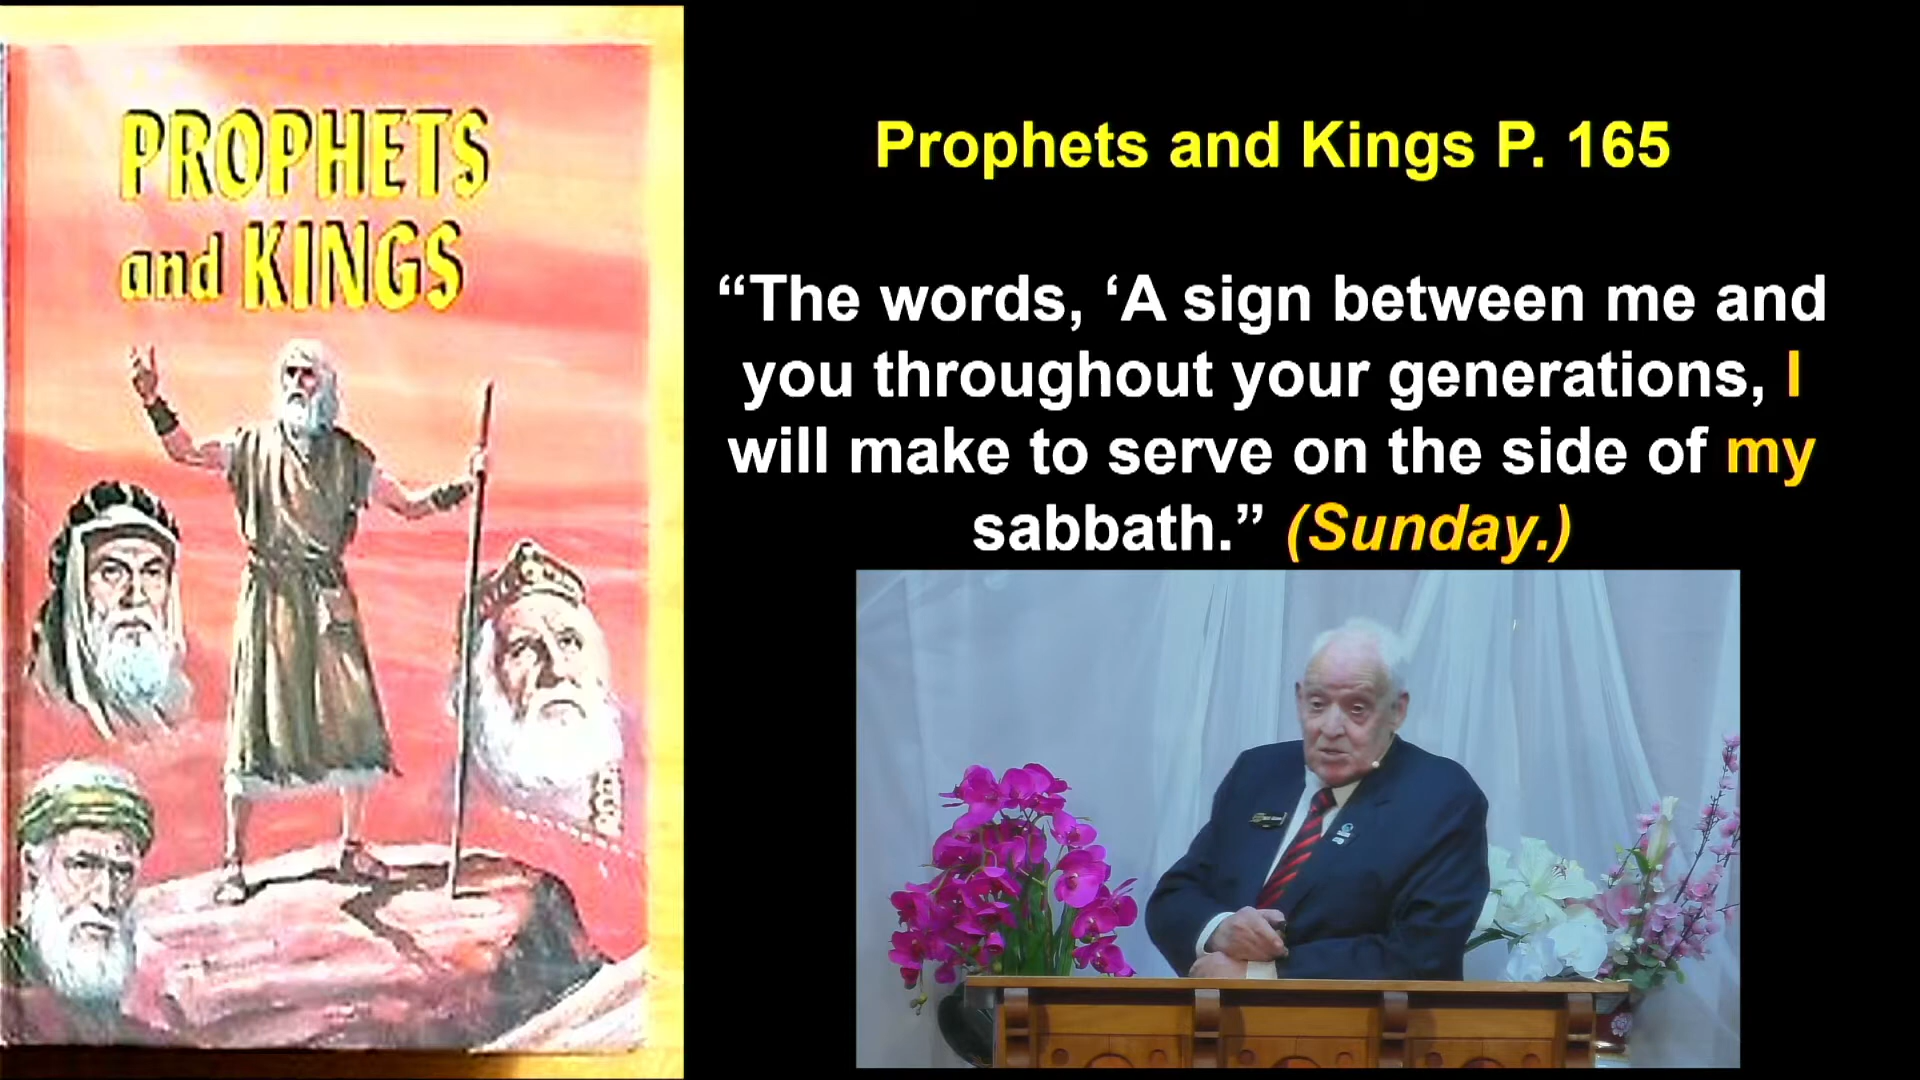 PROPHETS
and KINGS
Prophets and Kings P. 165
“The words, ‘A sign between me and
you throughout your generations, I
will make to serve on the side of my
sabbath.” (Sunday.)